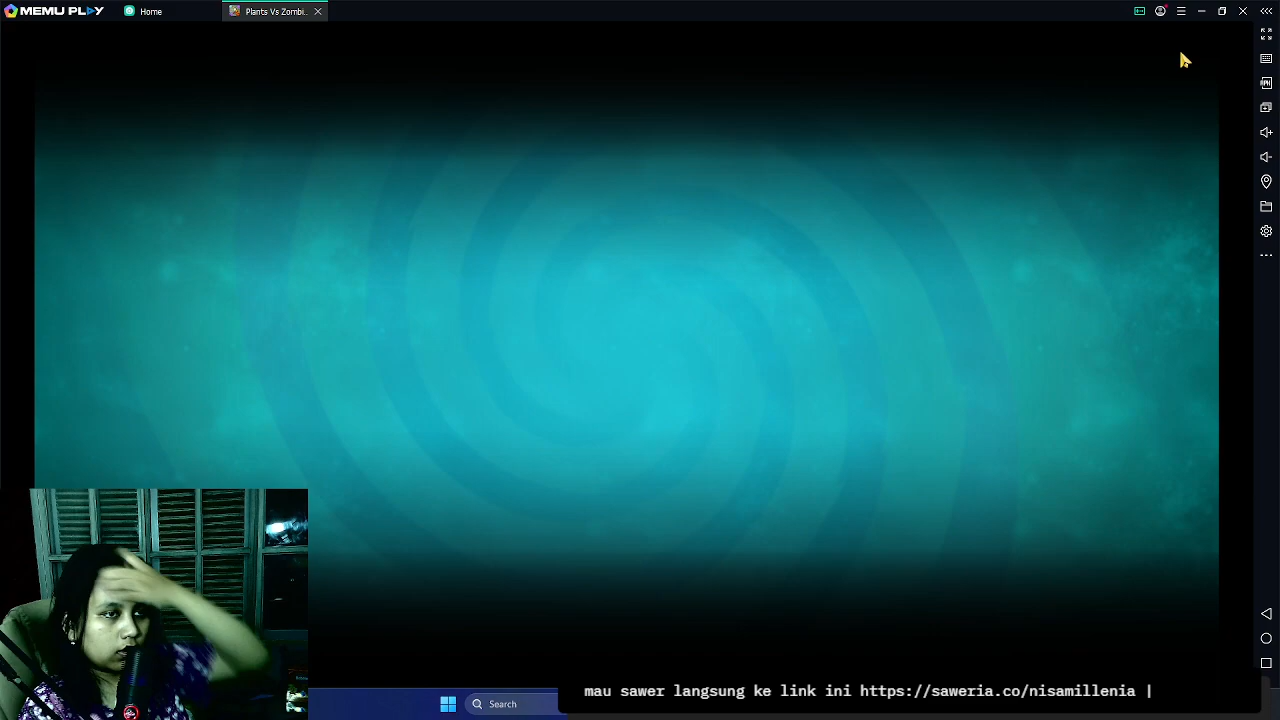 MEMU PLAY
Home
Plants Vs Zombi..
Search
mau sawer langsung ke link ini https://saweria.co/nisamillenia |